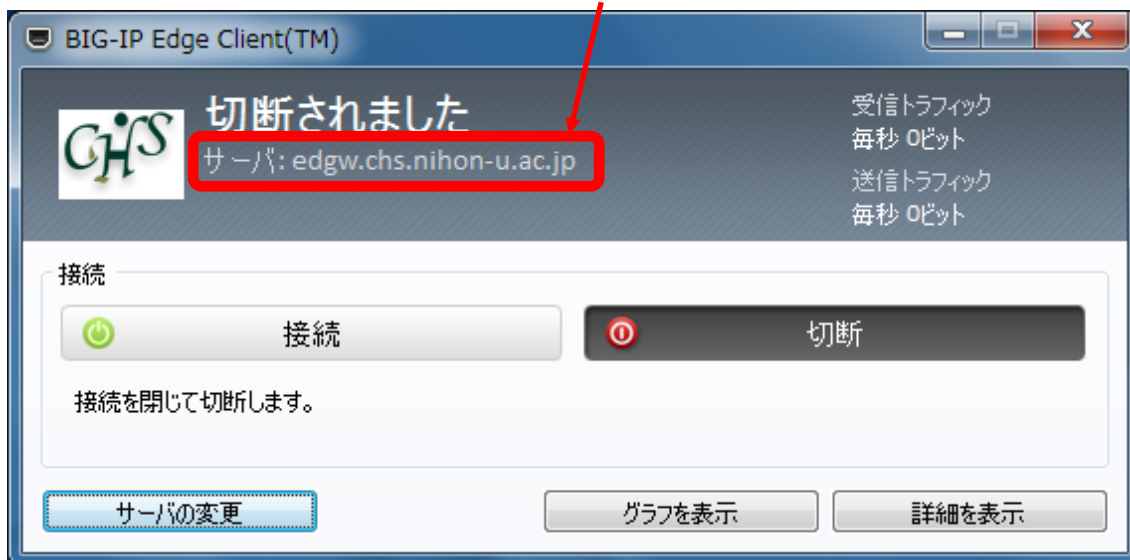 BIG-IP Edge Client(TM)
CHS
切断されました
サーバ: edgw.chs.nihon-u.ac.jp
受信トラフィック
毎秒 0ビット
送信トラフィック
毎秒 0ビット
接続
接続
切断
接続を閉じて切断します。
サーバの変更
グラフを表示
詳細を表示